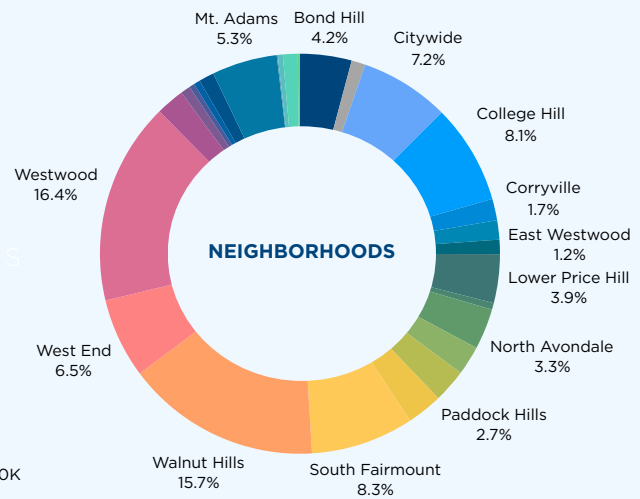 Mt. Adams
5.3%
Bond Hill
4.2%
Citywide
7.2%
College Hill
8.1%
Corryville
1.7%
East Westwood
1.2%
Lower Price Hill
3.9%
North Avondale
3.3%
Paddock Hills
2.7%
South Fairmount
8.3%
Walnut Hills
15.7%
West End
6.5%
Westwood
16.4%
NEIGHBORHOODS
S
0K